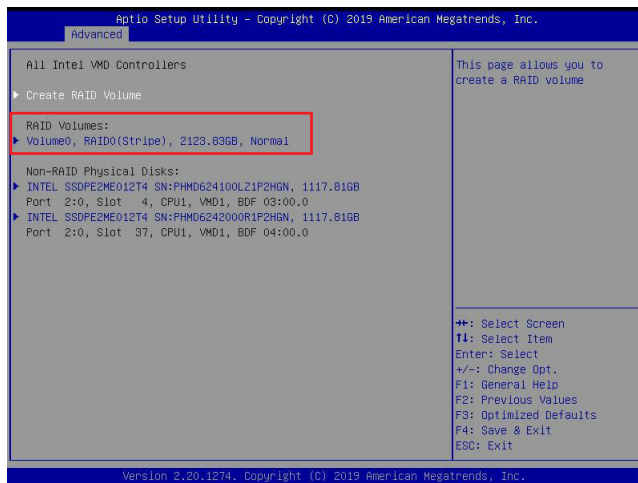 Aptio Setup Utility – Copyright (C) 2019 American Megatrends, Inc.
Advanced
All Intel VMD Controllers
Create RAID Volume
RAID Volumes:
Volume0, RAID0(Stripe), 2123.83GB, Normal
Non-RAID Physical Disks:
INTEL SSDPE2ME012T4 SN:PHMD624100LZ1P2HGN, 1117.81GB
Port 2:0, Slot 4, CPU1, VMD1, BDF 03:00.0
INTEL SSDPE2ME012T4 SN:PHMD6242000R1P2HGN, 1117.81GB
Port 2:0, Slot 37, CPU1, VMD1, BDF 04:00.0
This page allows you to
create a RAID volume
→←: Select Screen
↑↓: Select Item
Enter: Select
+/-: Change Opt.
F1: General Help
F2: Previous Values
F3: Optimized Defaults
F4: Save & Exit
ESC: Exit
Version 2.20.1274. Copyright (C) 2019 American Megatrends, Inc.